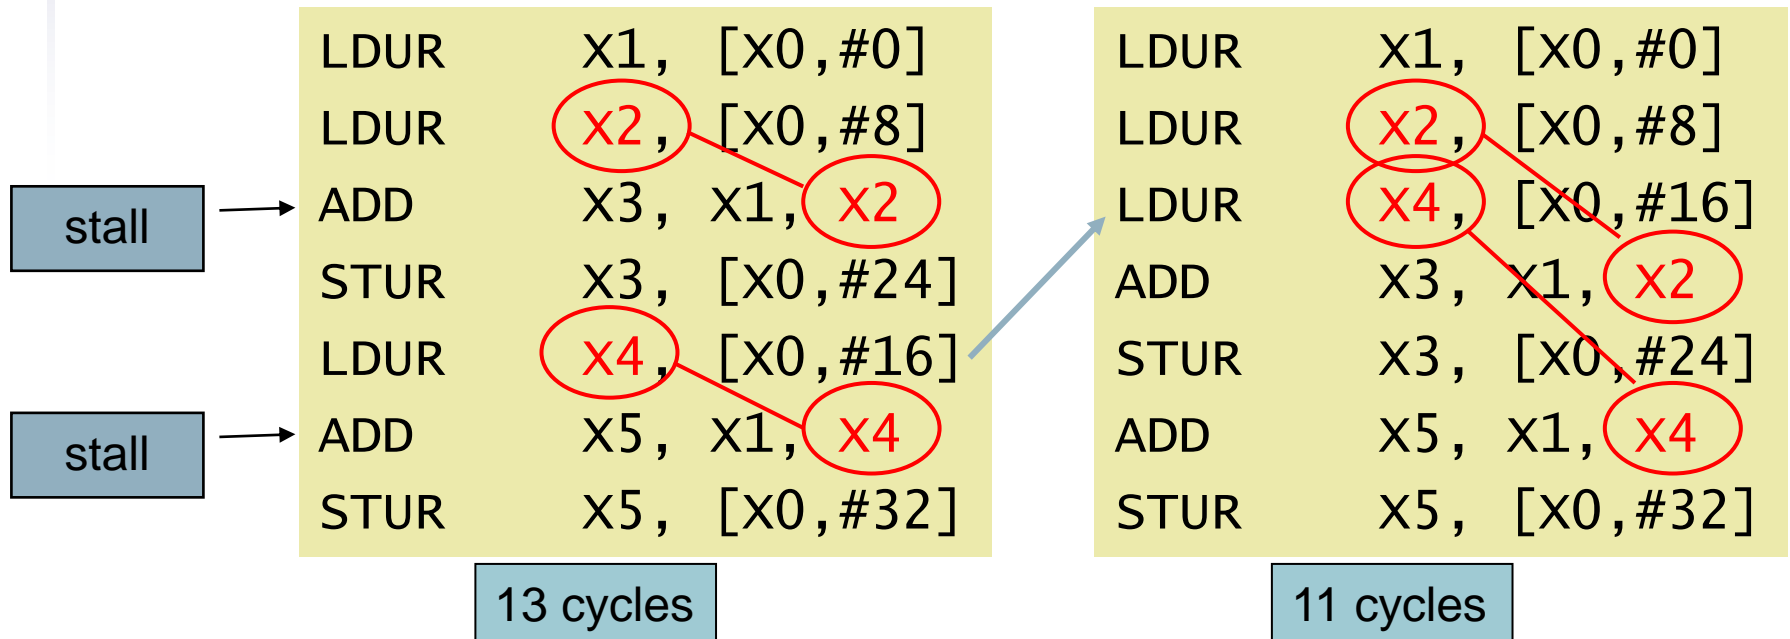 LDUR X1, [X0,#0]
LDUR X2, [X0,#8]
stall
ADD X3, X1, X2
STUR X3, [X0,#24]
LDUR X4, [X0,#16]
stall
ADD X5, X1, X4
STUR X5, [X0,#32]
13 cycles
LDUR X1, [X0,#0]
LDUR X2, [X0,#8]
LDUR X4, [X0,#16]
ADD X3, X1, X2
STUR X3, [X0,#24]
ADD X5, X1, X4
STUR X5, [X0,#32]
11 cycles